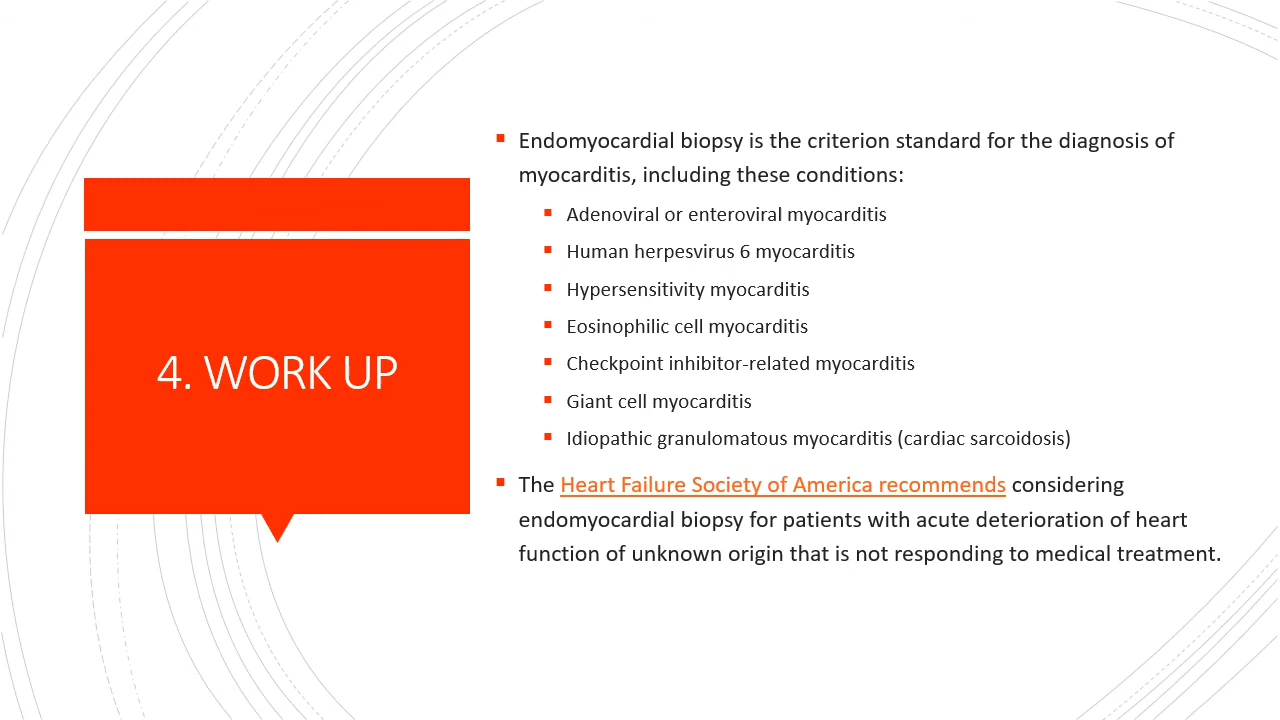 4. WORK UP
Endomyocardial biopsy is the criterion standard for the diagnosis of
myocarditis, including these conditions:
Adenoviral or enteroviral myocarditis
Human herpesvirus 6 myocarditis
Hypersensitivity myocarditis
Eosinophilic cell myocarditis
Checkpoint inhibitor-related myocarditis
Giant cell myocarditis
Idiopathic granulomatous myocarditis (cardiac sarcoidosis)
The Heart Failure Society of America recommends considering
endomyocardial biopsy for patients with acute deterioration of heart
function of unknown origin that is not responding to medical treatment.